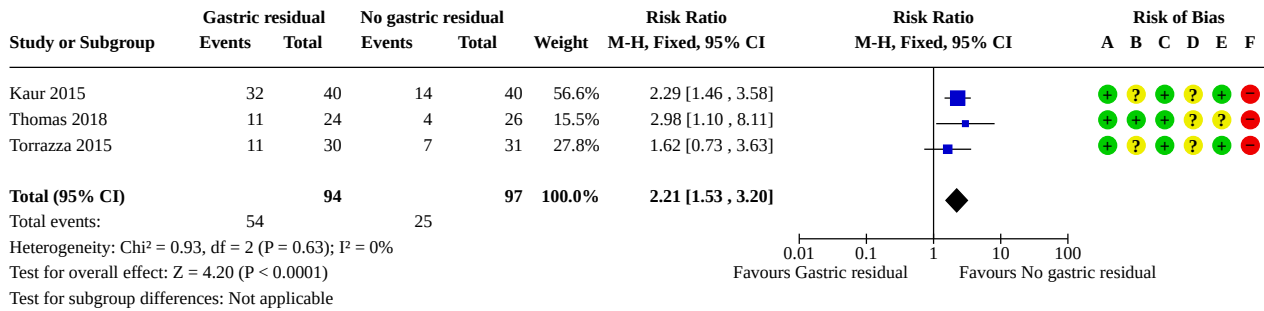 Gastric residual No gastric residual Risk Ratio Risk Ratio Risk of Bias
Study or Subgroup Events Total Events Total Weight M-H, Fixed, 95% CI M-H, Fixed, 95% CI A B C D E F
Kaur 2015 32 40 14 40 56.6% 2.29 [1.46 , 3.58] + ? + ? + −
Thomas 2018 11 24 4 26 15.5% 2.98 [1.10 , 8.11] + + + ? ? −
Torrazza 2015 11 30 7 31 27.8% 1.62 [0.73 , 3.63] + ? + ? + −
Total (95% CI) 94 97 100.0% 2.21 [1.53 , 3.20]
Total events: 54 25
Heterogeneity: Chi² = 0.93, df = 2 (P = 0.63); I² = 0% 0.01 0.1 1 10 100
Test for overall effect: Z = 4.20 (P < 0.0001) Favours Gastric residual Favours No gastric residual
Test for subgroup differences: Not applicable